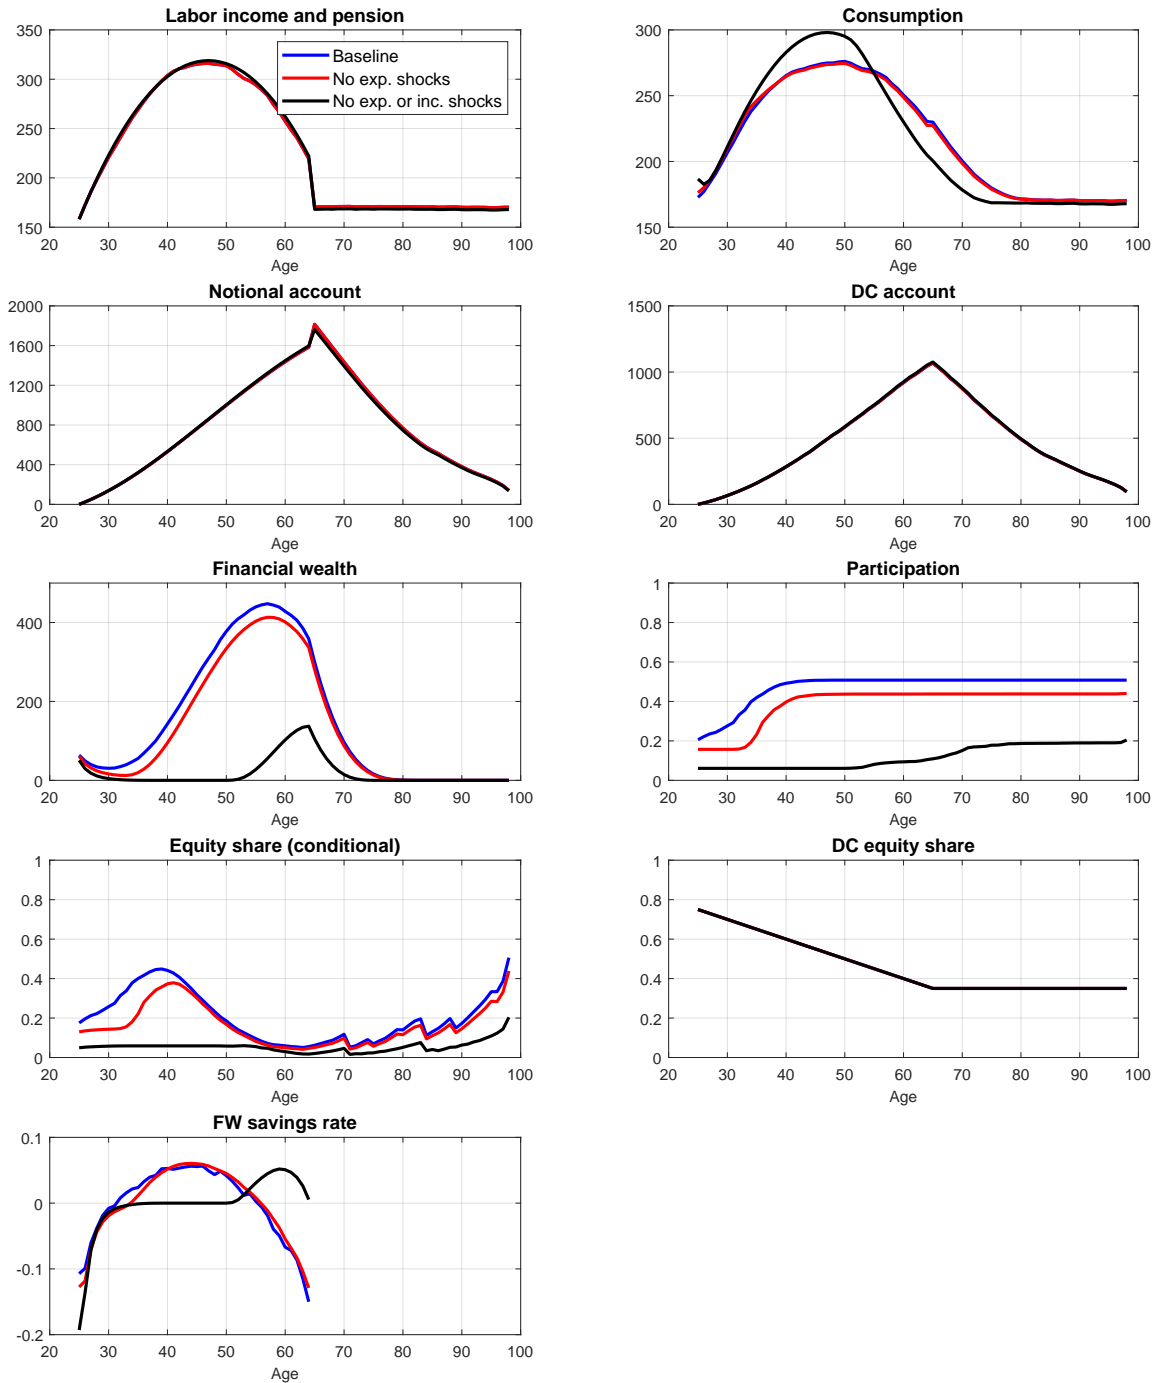 Labor income and pension
350
300
250
200
150
20 30 40 50 60 70 80 90 100
Age
Baseline
No exp. shocks
No exp. or inc. shocks
Consumption
300
250
200
150
20 30 40 50 60 70 80 90 100
Age
Notional account
2000
1600
1200
800
400
0
20 30 40 50 60 70 80 90 100
Age
DC account
1500
1000
500
0
20 30 40 50 60 70 80 90 100
Age
Financial wealth
400
200
0
20 30 40 50 60 70 80 90 100
Age
Participation
1
0.8
0.6
0.4
0.2
0
20 30 40 50 60 70 80 90 100
Age
Equity share (conditional)
1
0.8
0.6
0.4
0.2
0
20 30 40 50 60 70 80 90 100
Age
DC equity share
1
0.8
0.6
0.4
0.2
0
20 30 40 50 60 70 80 90 100
Age
FW savings rate
0.1
0
-0.1
-0.2
20 30 40 50 60 70 80 90 100
Age